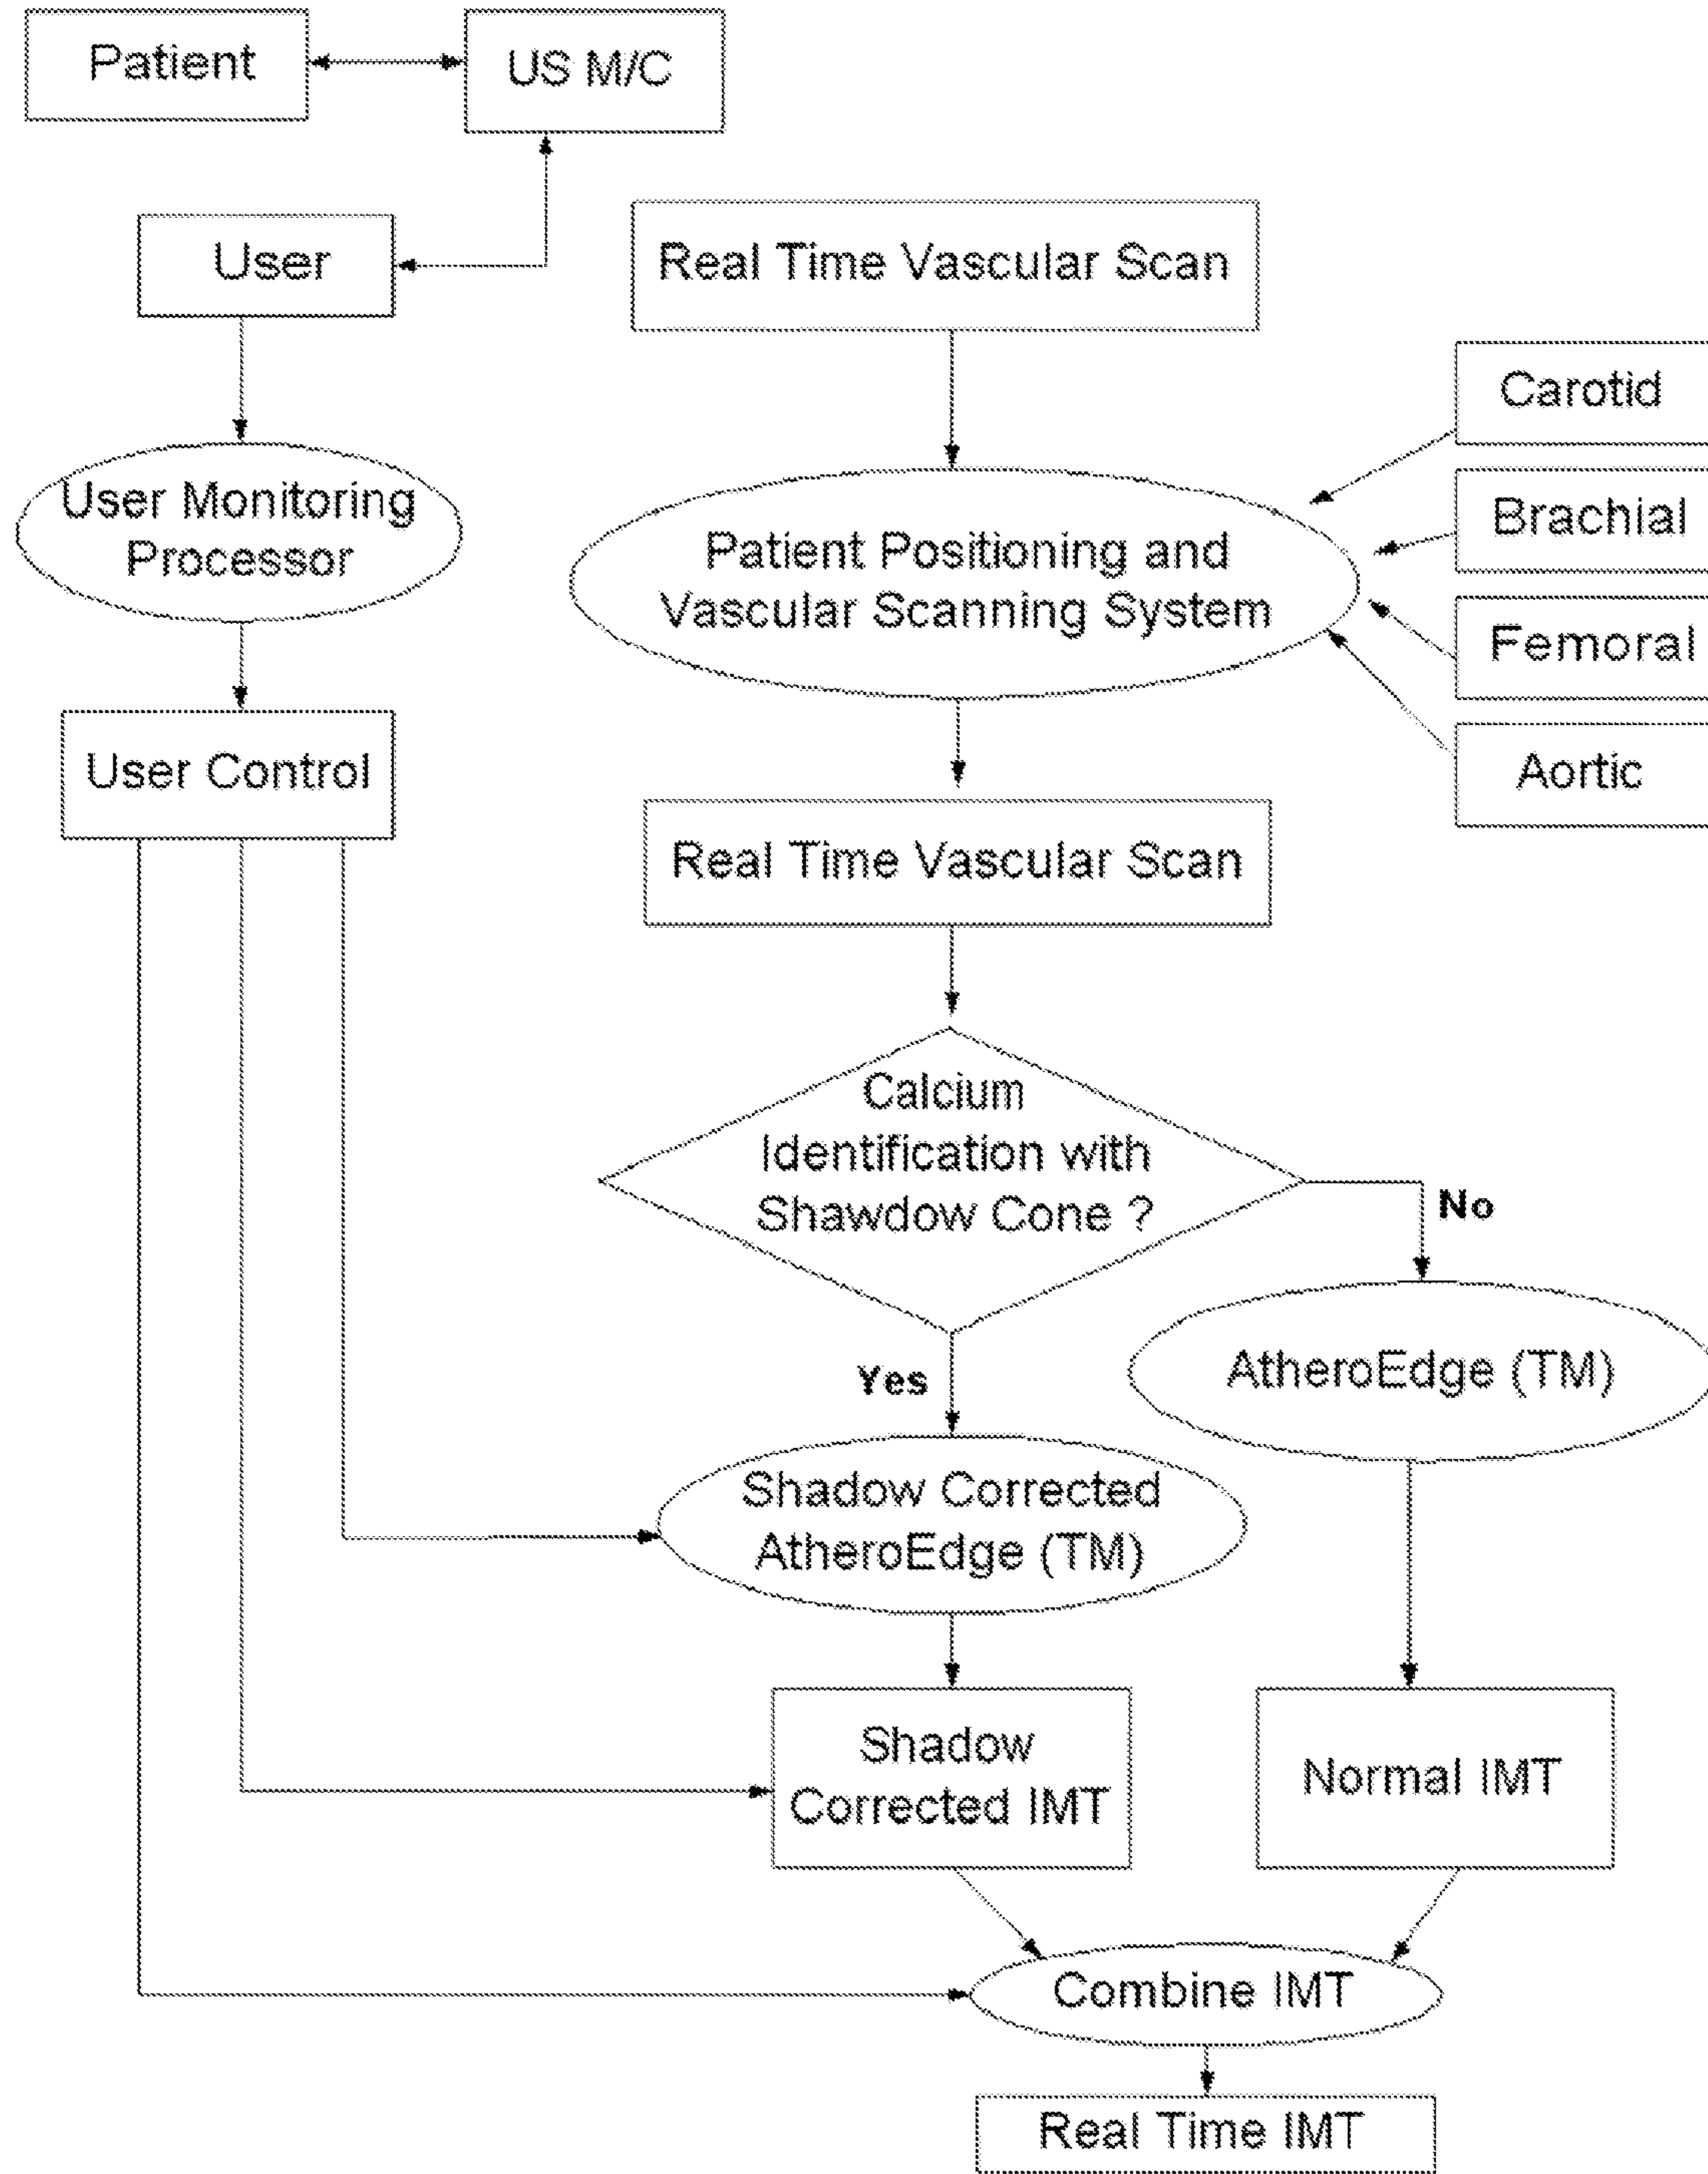 Patient
US M/C
User
Real Time Vascular Scan
Carotid
Brachial
Femoral
Aortic
User Monitoring
Processor
Patient Positioning and
Vascular Scanning System
User Control
Real Time Vascular Scan
Calcium
Identification with
Shawdow Cone ?
No
Yes
AtheroEdge (TM)
Shadow Corrected
AtheroEdge (TM)
Shadow
Corrected IMT
Normal IMT
Combine IMT
Real Time IMT